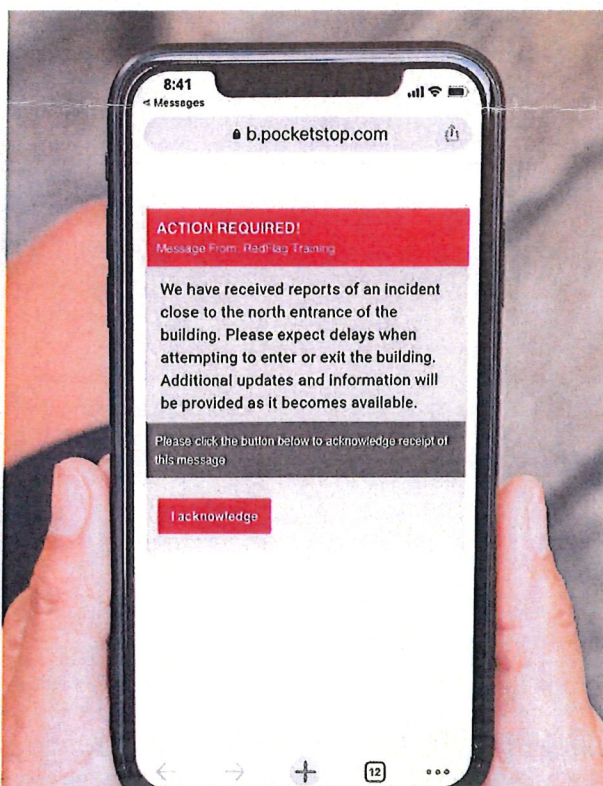 8:41
Messages
b.pocketstop.com
ACTION REQUIRED!
Message From: RedFlag Training
We have received reports of an incident
close to the north entrance of the
building. Please expect delays when
attempting to enter or exit the building.
Additional updates and information will
be provided as it becomes available.
Please click the button below to acknowledge receipt of
this message
I acknowledge
12